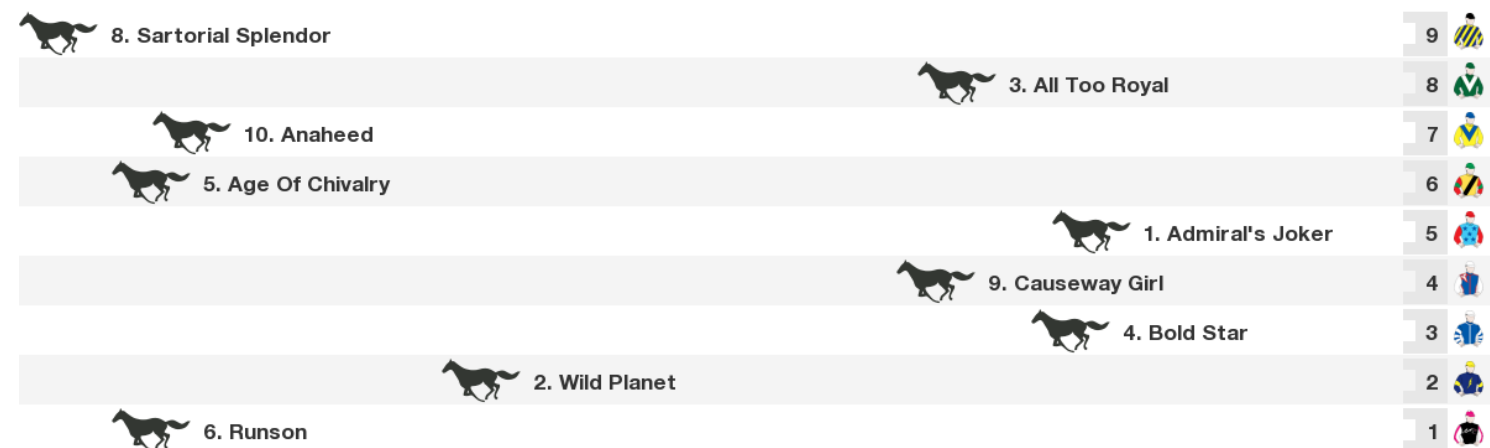 8. Sartorial Splendor 9
3. All Too Royal 8
10. Anaheed 7
5. Age Of Chivalry 6
1. Admiral's Joker 5
9. Causeway Girl 4
4. Bold Star 3
2. Wild Planet 2
6. Runson 1